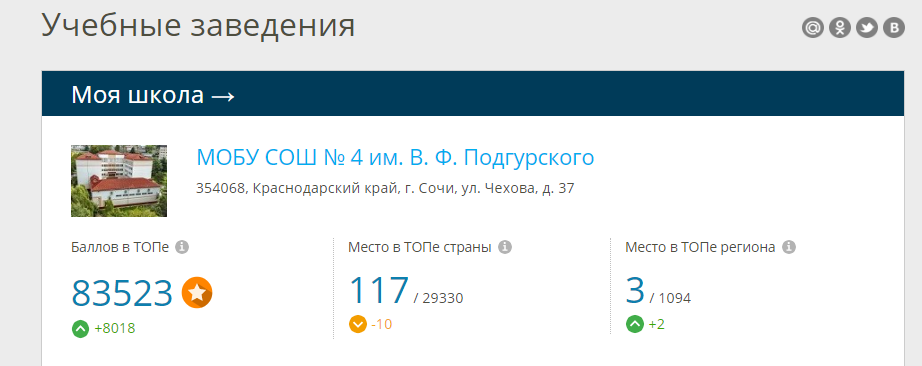 Учебные заведения
Моя школа →
МОБУ СОШ № 4 им. В. Ф. Подгурского
354068, Краснодарский край, г. Сочи, ул. Чехова, д. 37
Баллов в ТОПе
Место в ТОПе страны
Место в ТОПе региона
83523
117 / 29330
3 / 1094
+8018
-10
+2